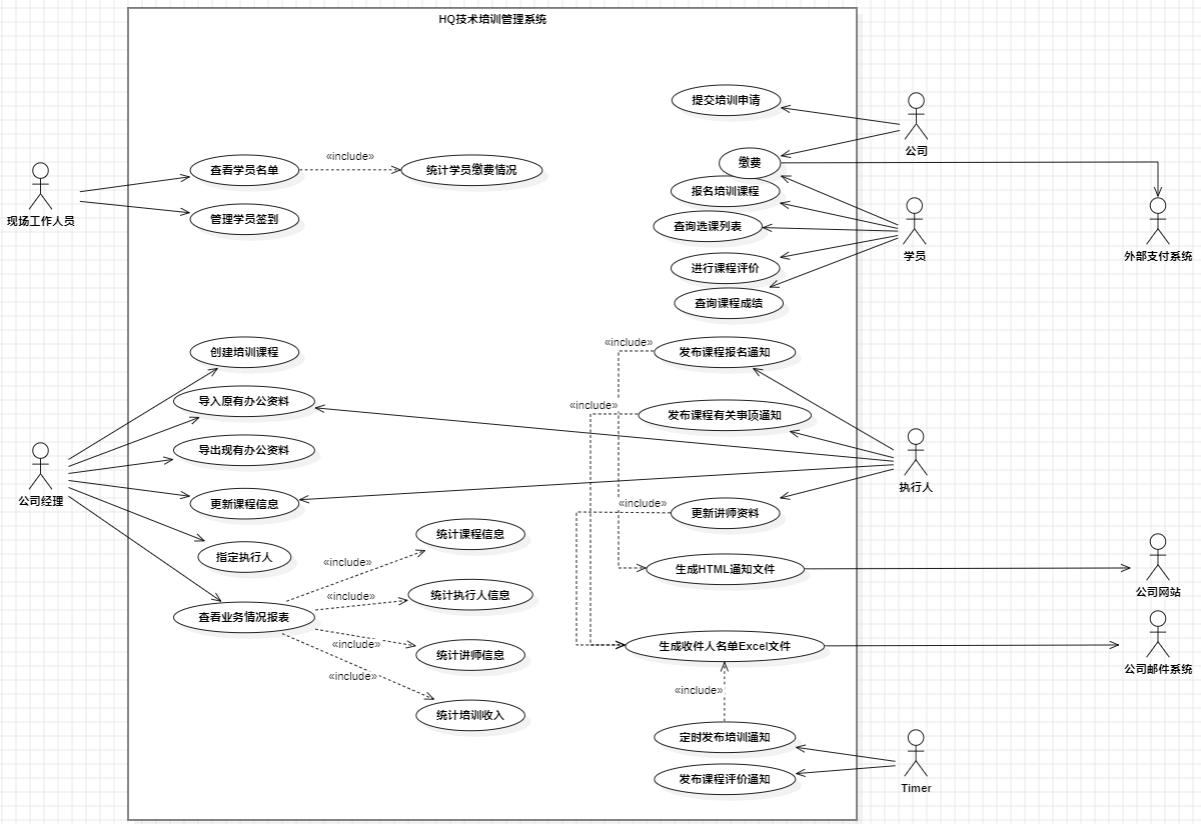 HQ技术培训管理系统
提交培训申请
公司
缴费
查看学员名单
«include»
统计学员缴费情况
报名培训课程
现场工作人员
管理学员签到
查询选课列表
学员
外部支付系统
进行课程评价
查询课程成绩
创建培训课程
«include»
发布课程报名通知
导入原有办公资料
«include»
发布课程有关事项通知
导出现有办公资料
公司经理
执行人
更新课程信息
«include»
更新讲师资料
统计课程信息
指定执行人
«include»
生成HTML通知文件
公司网站
«include»
统计执行人信息
查看业务情况报表
«include»
统计讲师信息
生成收件人名单Excel文件
公司邮件系统
«include»
«include»
统计培训收入
定时发布培训通知
发布课程评价通知
Timer